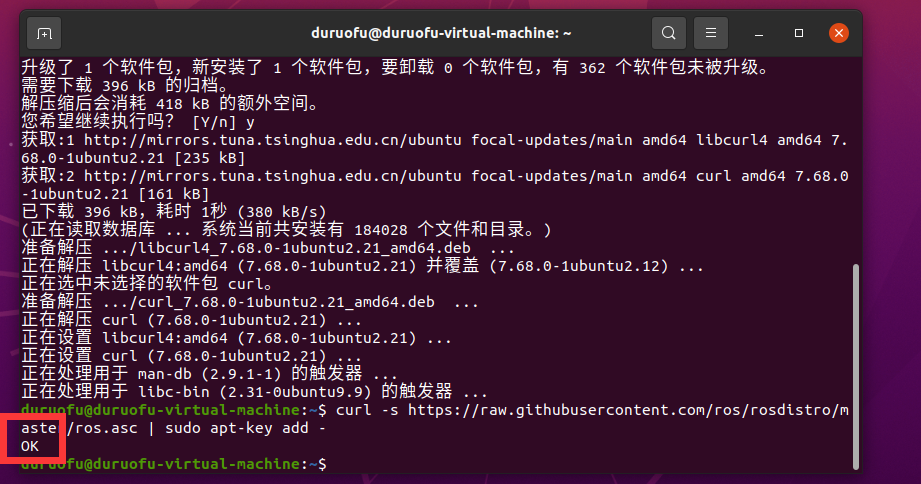 duruofu@duruofu-virtual-machine: ~
升级了 1 个软件包，新安装了 1 个软件包，要卸载 0 个软件包，有 362 个软件包未被升级。
需要下载 396 kB 的归档。
解压缩后会消耗 418 kB 的额外空间。
您希望继续执行吗？ [Y/n] y
获取:1 http://mirrors.tuna.tsinghua.edu.cn/ubuntu focal-updates/main amd64 libcurl4 amd64 7.
68.0-1ubuntu2.21 [235 kB]
获取:2 http://mirrors.tuna.tsinghua.edu.cn/ubuntu focal-updates/main amd64 curl amd64 7.68.0
-1ubuntu2.21 [161 kB]
已下载 396 kB，耗时 1秒 (380 kB/s)
(正在读取数据库 ... 系统当前共安装有 184028 个文件和目录。)
准备解压 .../libcurl4_7.68.0-1ubuntu2.21_amd64.deb  ...
正在解压 libcurl4:amd64 (7.68.0-1ubuntu2.21) 并覆盖 (7.68.0-1ubuntu2.12) ...
正在选中未选择的软件包 curl。
准备解压 .../curl_7.68.0-1ubuntu2.21_amd64.deb  ...
正在解压 curl (7.68.0-1ubuntu2.21) ...
正在设置 libcurl4:amd64 (7.68.0-1ubuntu2.21) ...
正在设置 curl (7.68.0-1ubuntu2.21) ...
正在处理用于 man-db (2.9.1-1) 的触发器 ...
正在处理用于 libc-bin (2.31-0ubuntu9.9) 的触发器 ...
duruofu@duruofu-virtual-machine:~$ curl -s https://raw.githubusercontent.com/ros/rosdistro/m
aster/ros.asc | sudo apt-key add -
OK
duruofu@duruofu-virtual-machine:~$